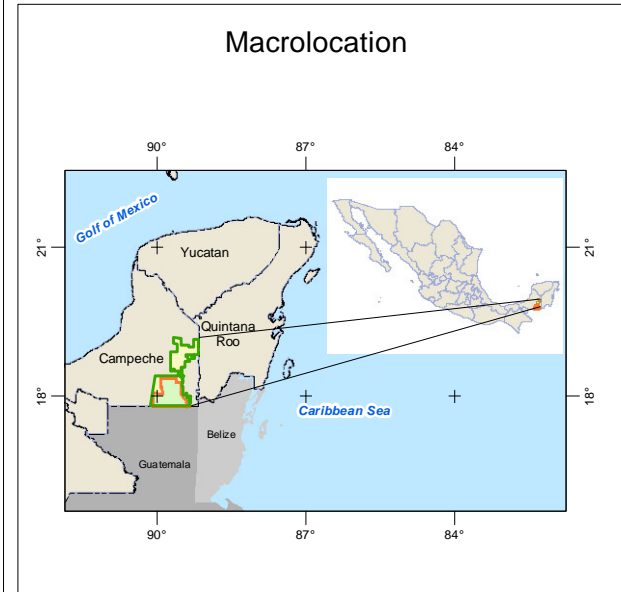 Macrolocation
90° 87° 84°
Golf of Mexico
21° 21°
Yucatan
Quintana
Roo
Campeche
18° 18°
Caribbean Sea
Belize
Guatemala
90° 87° 84°